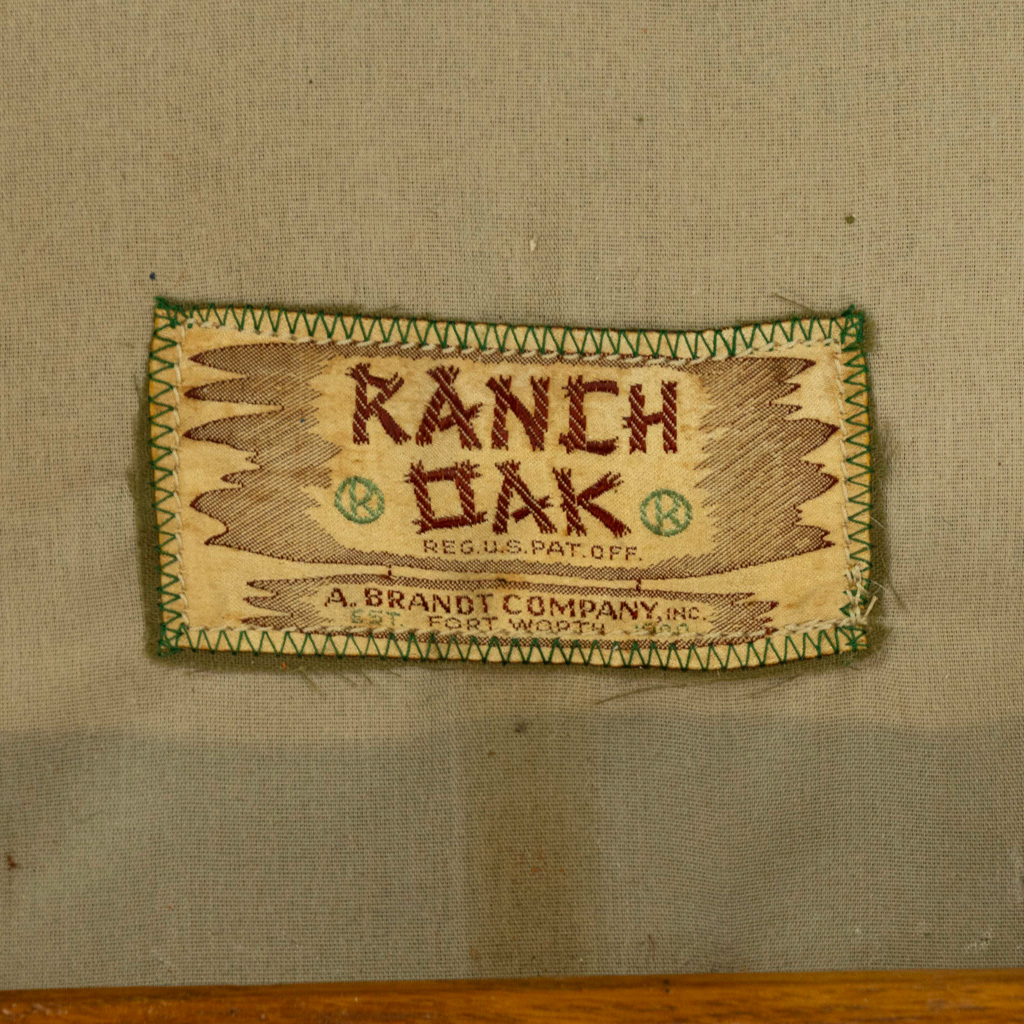 RANCH
OAK
R R
REG.U.S.PAT.OFF.
A. BRANDT COMPANY, INC.
EST. FORT WORTH